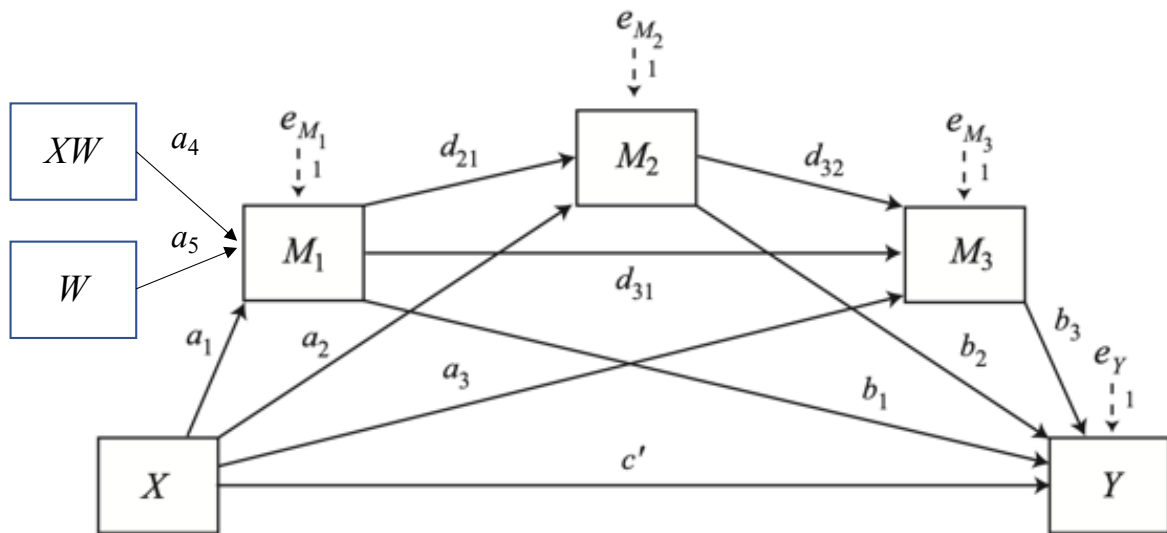 e_{M_2}
1
XW
a_4
e_{M_1}
1
d_{21}
M_2
d_{32}
e_{M_3}
1
W
a_5
M_1
d_{31}
M_3
a_1
a_2
a_3
b_1
b_2
b_3
e_Y
1
X
c'
Y